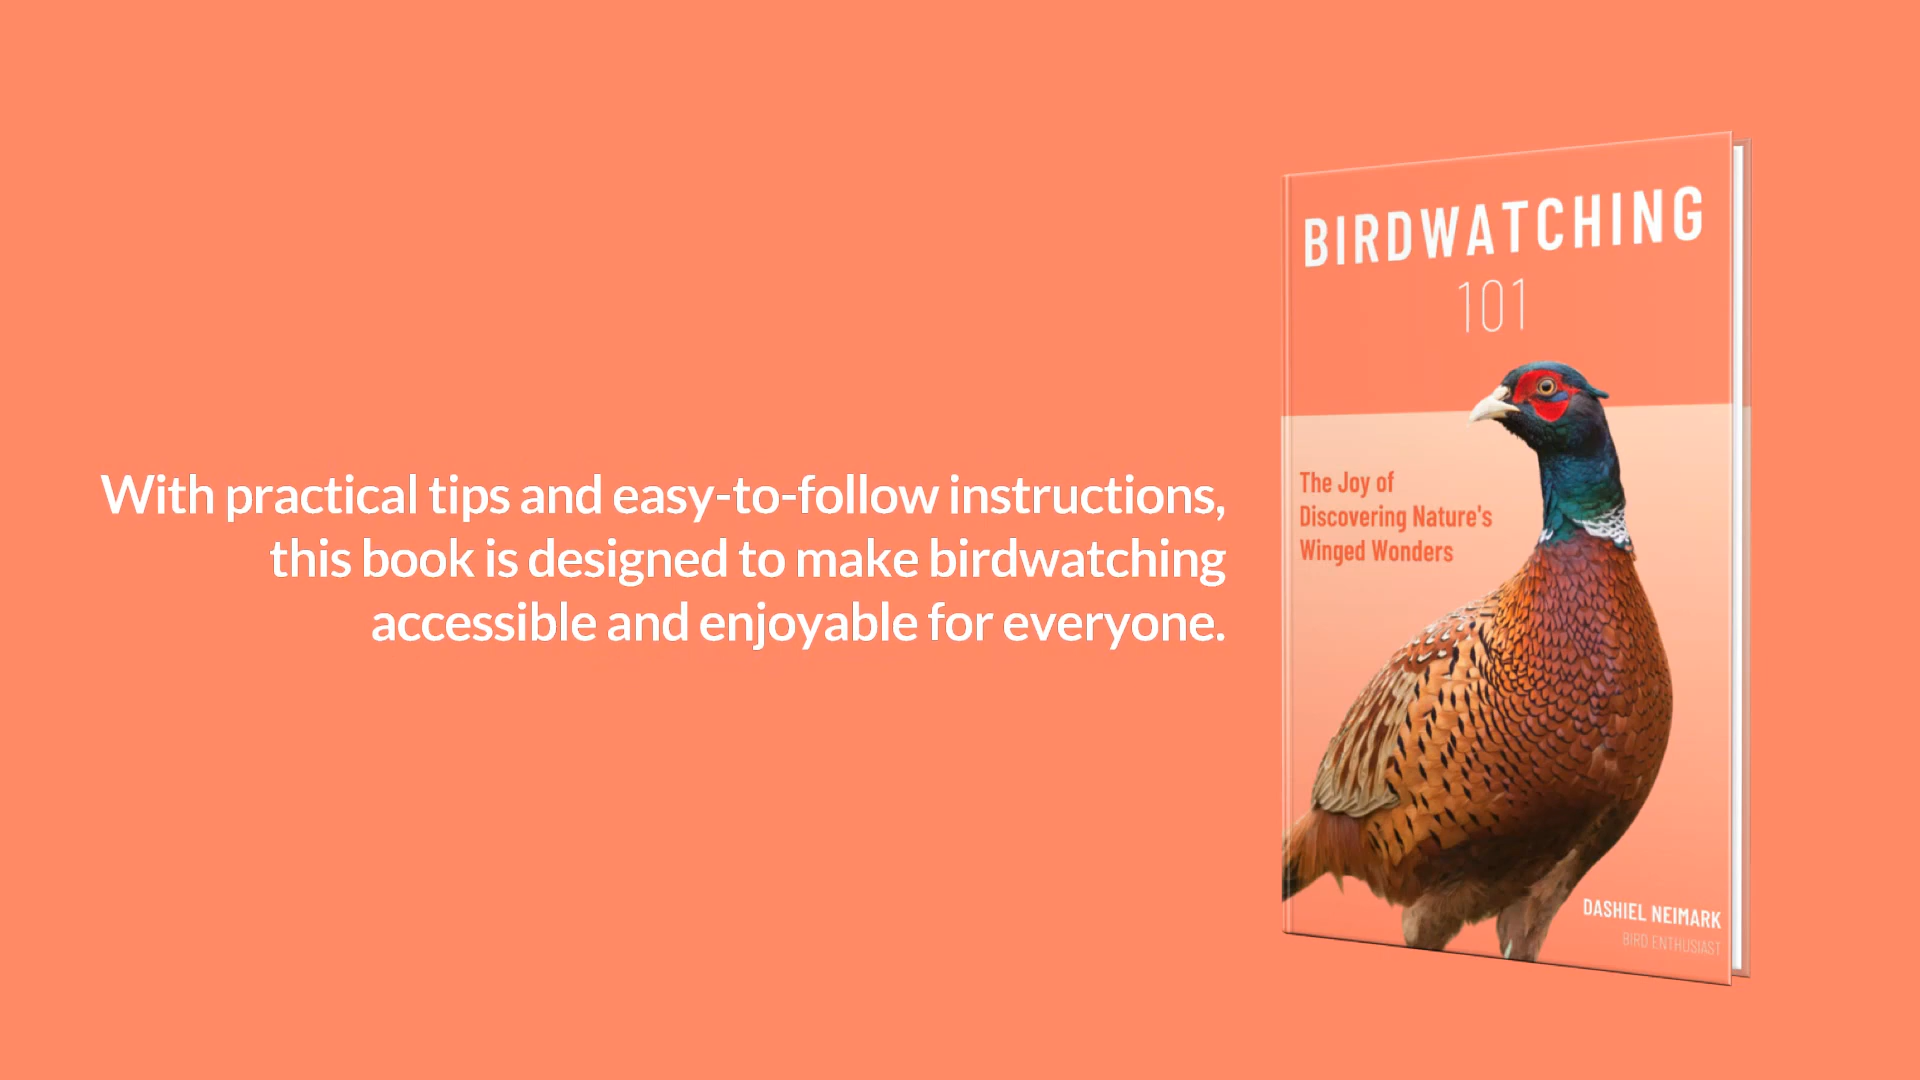 With practical tips and easy-to-follow instructions,
this book is designed to make birdwatching
accessible and enjoyable for everyone.
BIRDWATCHING
101
The Joy of
Discovering Nature's
Winged Wonders
DASHIEL NEIMARK
BIRD ENTHUSIAST